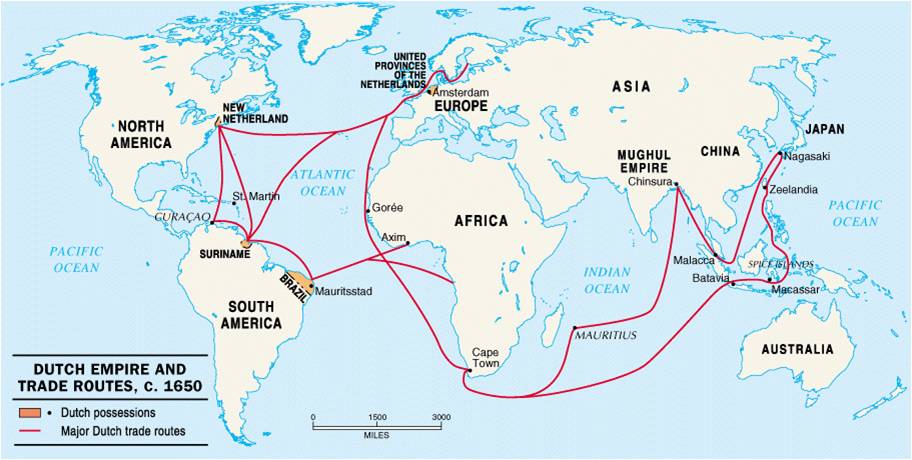 UNITED
PROVINCES
OF THE
NETHERLANDS
Amsterdam
EUROPE
ASIA
NEW
NETHERLAND
NORTH
AMERICA
JAPAN
Nagasaki
CHINA
MUGHUL
EMPIRE
Chinsura
Zeelandia
ATLANTIC
OCEAN
St. Martin
CURAÇAO
Gorée
AFRICA
PACIFIC
OCEAN
Axim
PACIFIC
OCEAN
SURINAME
Malacca
SPICE ISLANDS
Batavia
Macassar
INDIAN
OCEAN
BRAZIL
Mauritsstad
SOUTH
AMERICA
MAURITIUS
Cape
Town
AUSTRALIA
DUTCH EMPIRE AND
TRADE ROUTES, C. 1650
Dutch possessions
Major Dutch trade routes
0 1500 3000
MILES